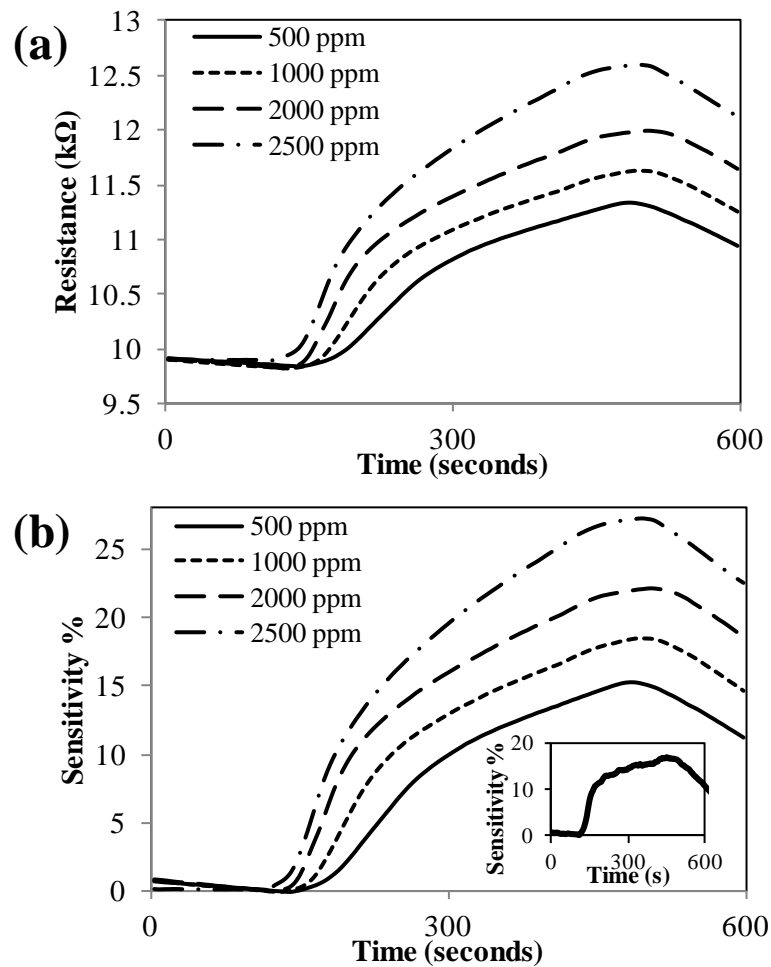 (a)
500 ppm
1000 ppm
2000 ppm
2500 ppm
Resistance (kΩ)
13
12.5
12
11.5
11
10.5
10
9.5
0
300
600
Time (seconds)
(b)
500 ppm
1000 ppm
2000 ppm
2500 ppm
Sensitivity %
25
20
15
10
5
0
0
300
600
Time (seconds)
Sensitivity %
20
10
0
0
300
600
Time (s)